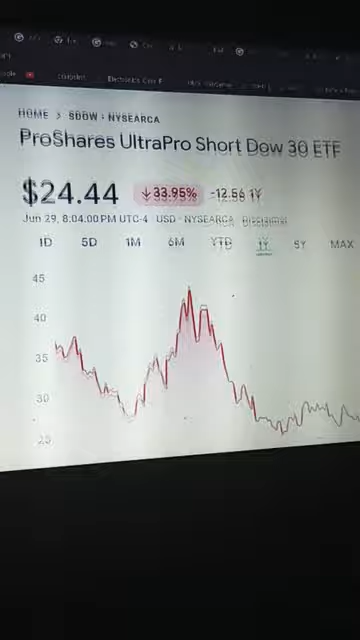 HOME > SDOW • NYSEARCA
ProShares UltraPro Short Dow 30 ETF
$24.44 ↓33.95% -12.56 1Y
Jun 29, 8:04:00 PM UTC-4 USD • NYSEARCA Disclaimer
1D 5D 1M 6M YTD 1Y 5Y MAX
45
40
35
30
25